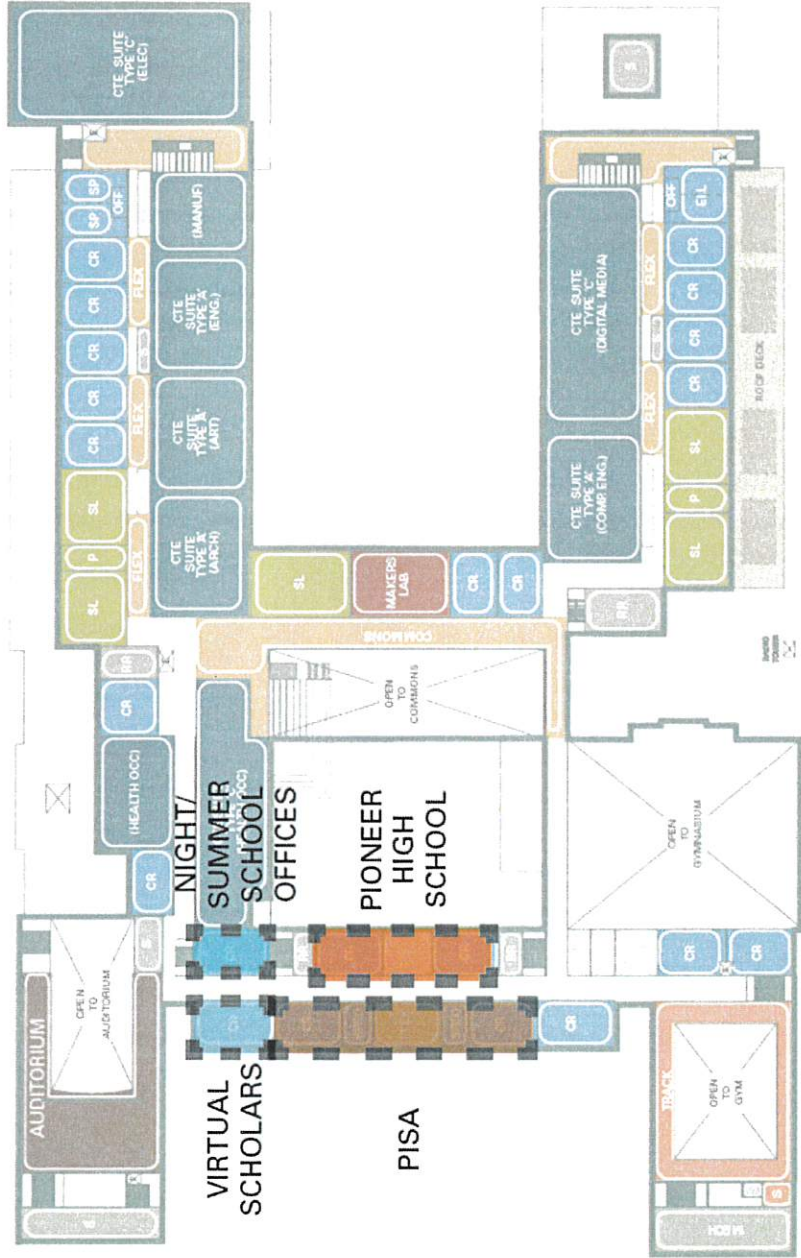 CTE SUITE
TYPE 'C'
(ELEC)
S
E
SP
SP
OFF
CR
CR
CR
CR
CR
SL
P
SL
FLEX
FLEX
FLEX
(MANUF)
CTE
SUITE
TYPE 'A'
(ENG.)
CTE
SUITE
TYPE 'A'
(ART)
CTE
SUITE
TYPE 'A'
(ARCH)
SL
MAKERS
LAB
CR
CR
COMMONS
OPEN
TO
COMMONS
CTE SUITE
TYPE 'C'
(DIGITAL MEDIA)
CTE SUITE
TYPE 'A'
(COMP. ENG.)
FLEX
FLEX
OFF
CR
CR
CR
CR
SL
P
SL
ROOF DECK
RR
RADIO
TOWER
RR
CR
(HEALTH OCC)
CR
NIGHT/
SUMMER
SCHOOL
OFFICES
PIONEER
HIGH
SCHOOL
OPEN
TO
GYMNASIUM
CR
CR
CR
AUDITORIUM
OPEN
TO
AUDITORIUM
VIRTUAL
SCHOLARS
PISA
TRACK
OPEN
TO
GYM
S
MECH